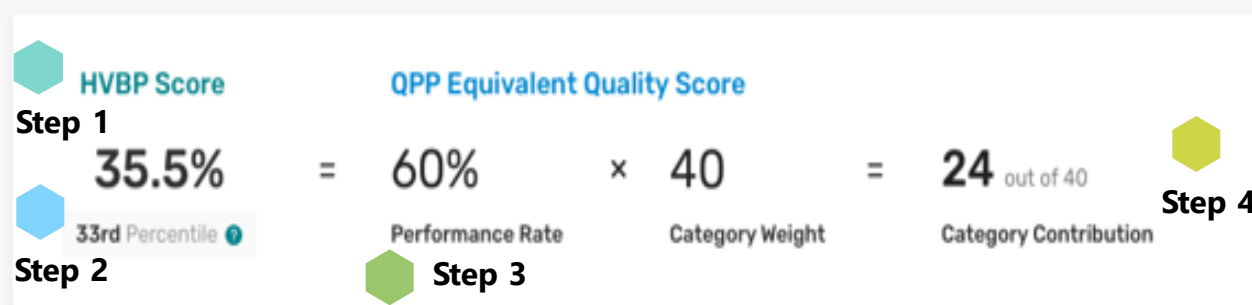 HVBP Score QPP Equivalent Quality Score
Step 1
35.5% = 60% × 40 = 24 out of 40
Step 4
33rd Percentile ? Performance Rate Category Weight Category Contribution
Step 2 Step 3